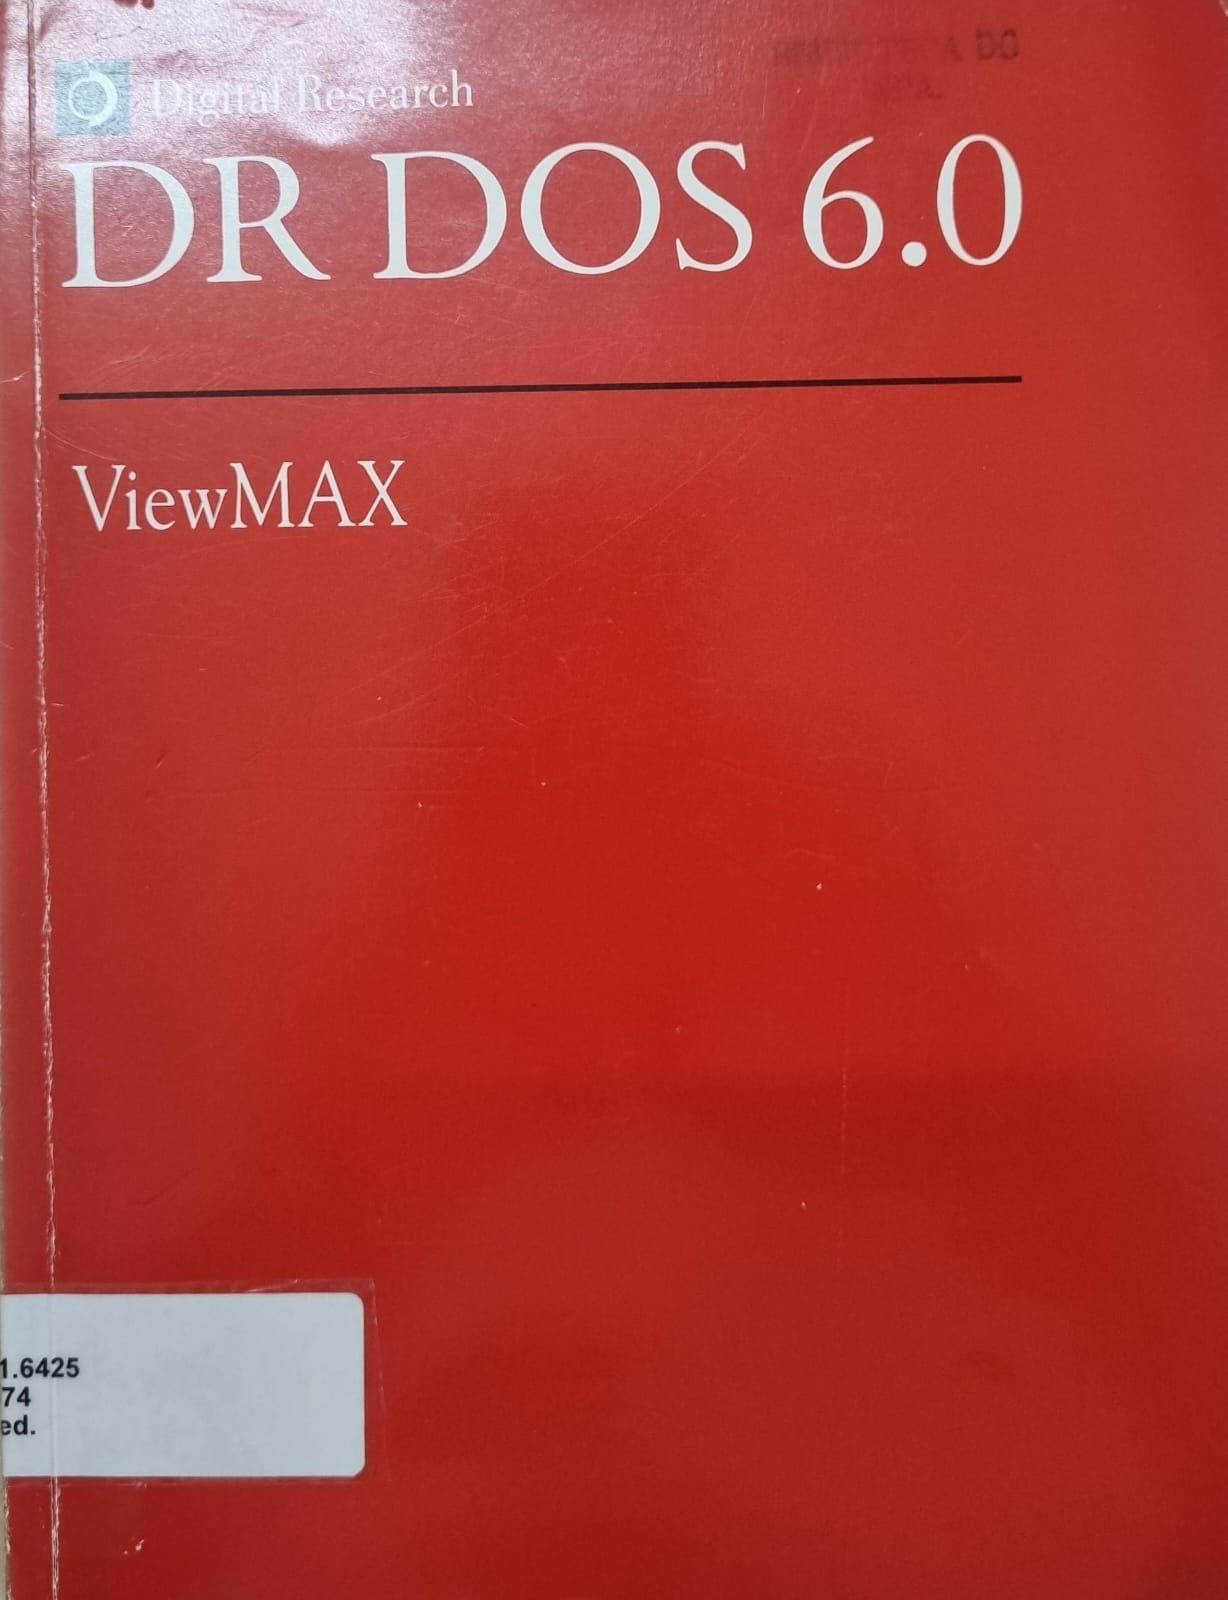 Digital Research
DR DOS 6.0
ViewMAX
1.6425
74
ed.